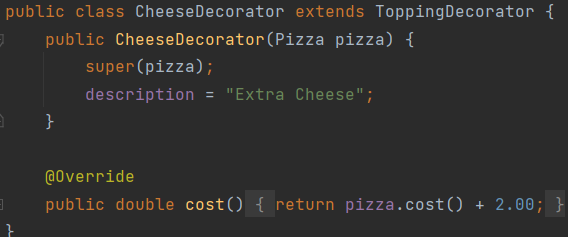 public class CheeseDecorator extends ToppingDecorator {
    public CheeseDecorator(Pizza pizza) {
        super(pizza);
        description = "Extra Cheese";
    }

    @Override
    public double cost() { return pizza.cost() + 2.00; }
}